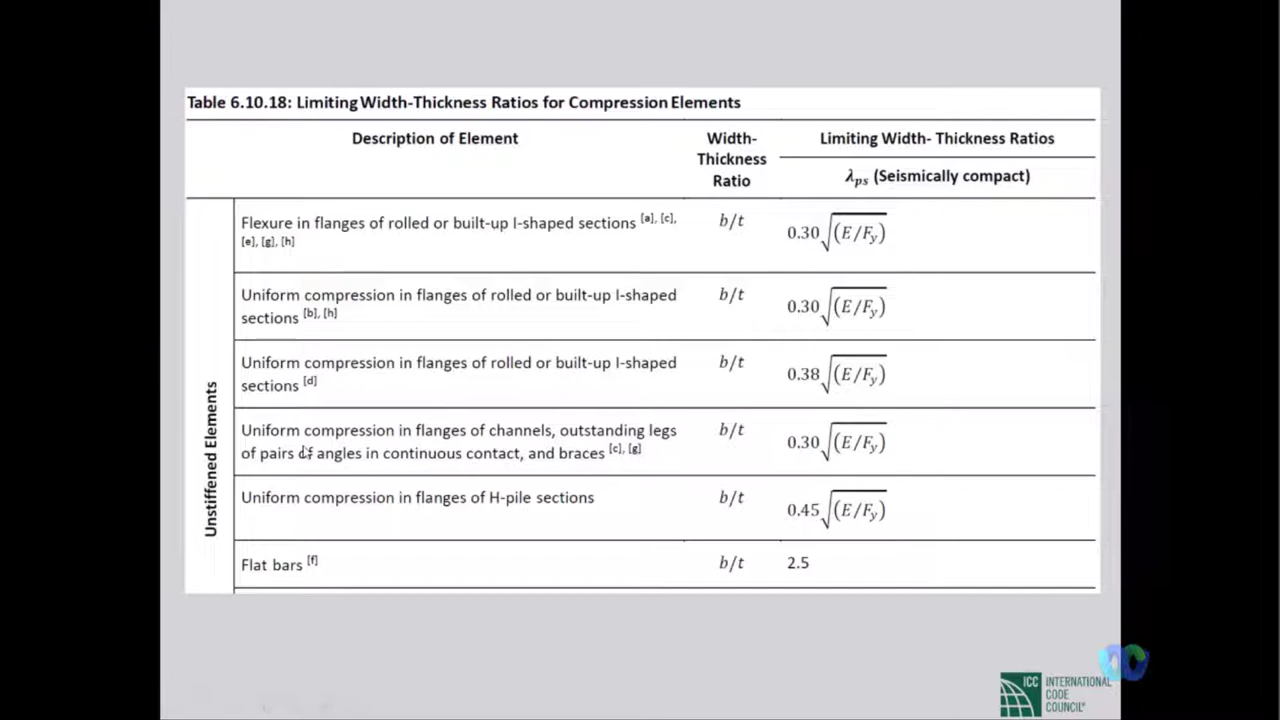 Table 6.10.18: Limiting Width-Thickness Ratios for Compression Elements
Description of Element
Width-
Thickness
Ratio
Limiting Width- Thickness Ratios
λps (Seismically compact)
Unstiffened Elements
Flexure in flanges of rolled or built-up I-shaped sections [a], [c],
[e], [g], [h]
b/t
0.30√(E/Fy)
Uniform compression in flanges of rolled or built-up I-shaped
sections [b], [h]
b/t
0.30√(E/Fy)
Uniform compression in flanges of rolled or built-up I-shaped
sections [d]
b/t
0.38√(E/Fy)
Uniform compression in flanges of channels, outstanding legs
of pairs of angles in continuous contact, and braces [c], [g]
b/t
0.30√(E/Fy)
Uniform compression in flanges of H-pile sections
b/t
0.45√(E/Fy)
Flat bars [f]
b/t
2.5
ICC INTERNATIONAL
CODE
COUNCIL®